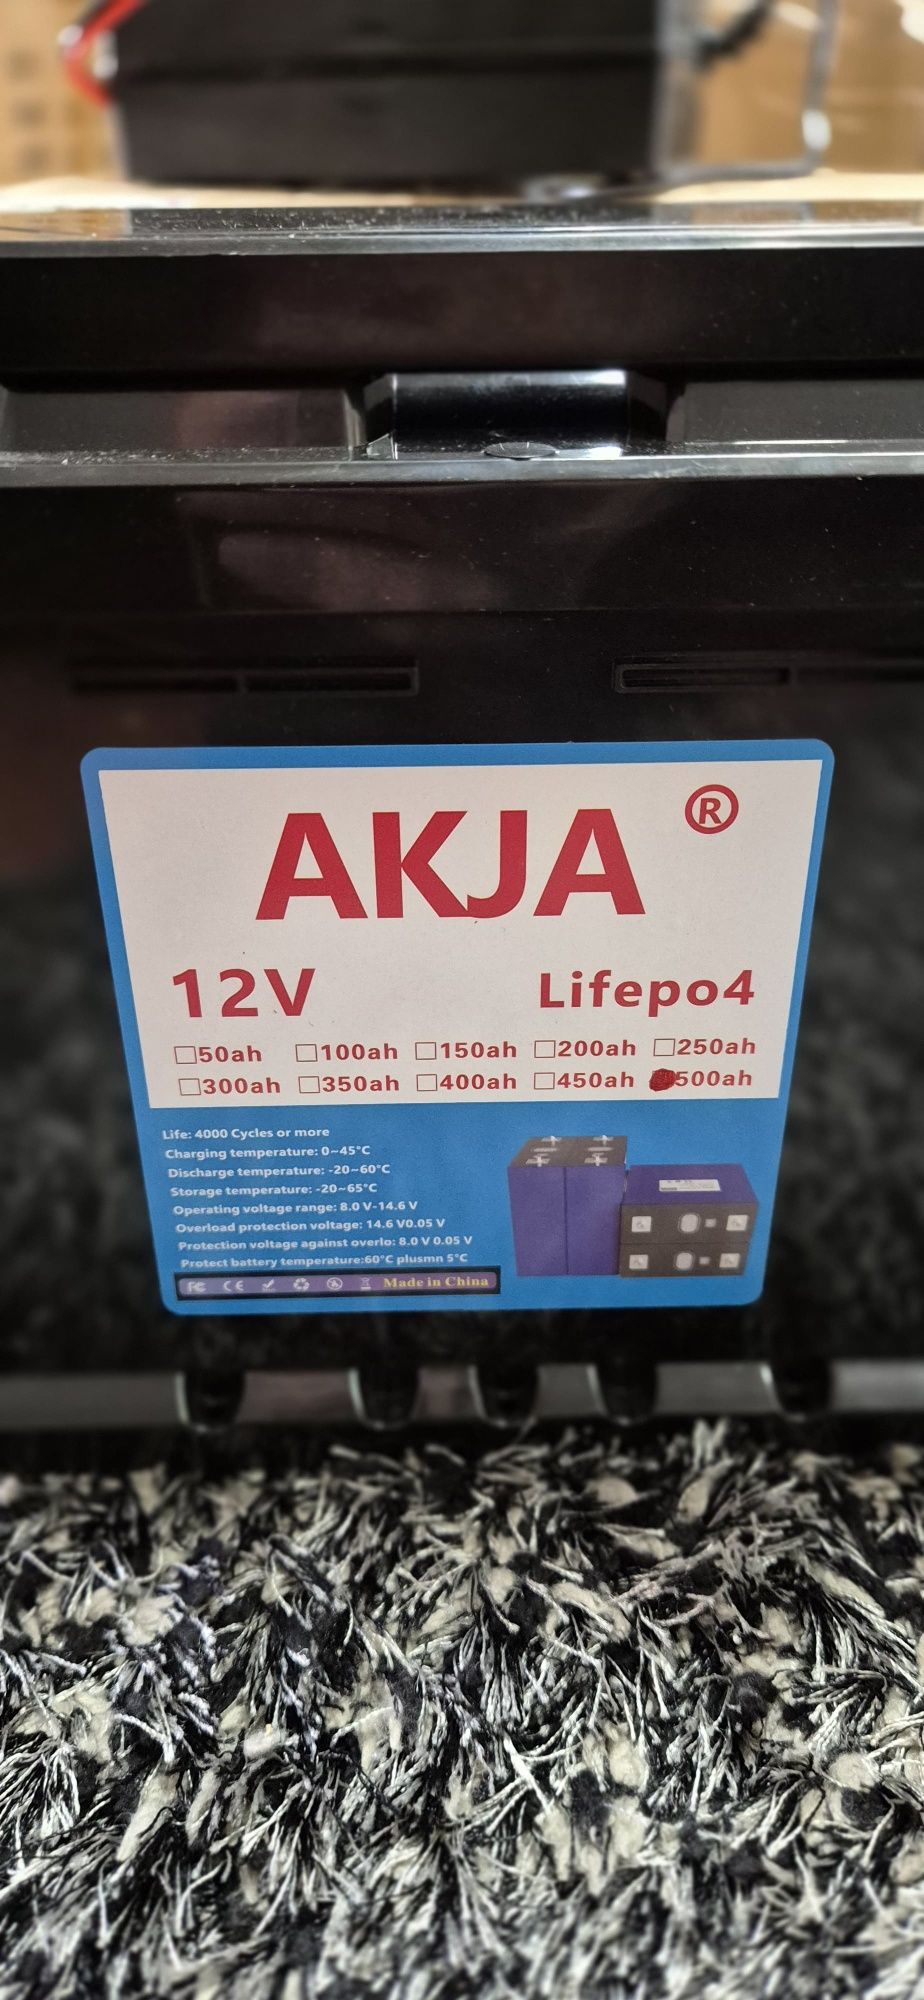 AKJA ®
12V Lifepo4
□50ah □100ah □150ah □200ah □250ah
□300ah □350ah □400ah □450ah 500ah
Life: 4000 Cycles or more
Charging temperature: 0~45°C
Discharge temperature: -20~60°C
Storage temperature: -20~65°C
Operating voltage range: 8.0 V-14.6 V
Overload protection voltage: 14.6 V0.05 V
Protection voltage against overlo: 8.0 V 0.05 V
Protect battery temperature:60°C plusmn 5°C
FC CE Made in China